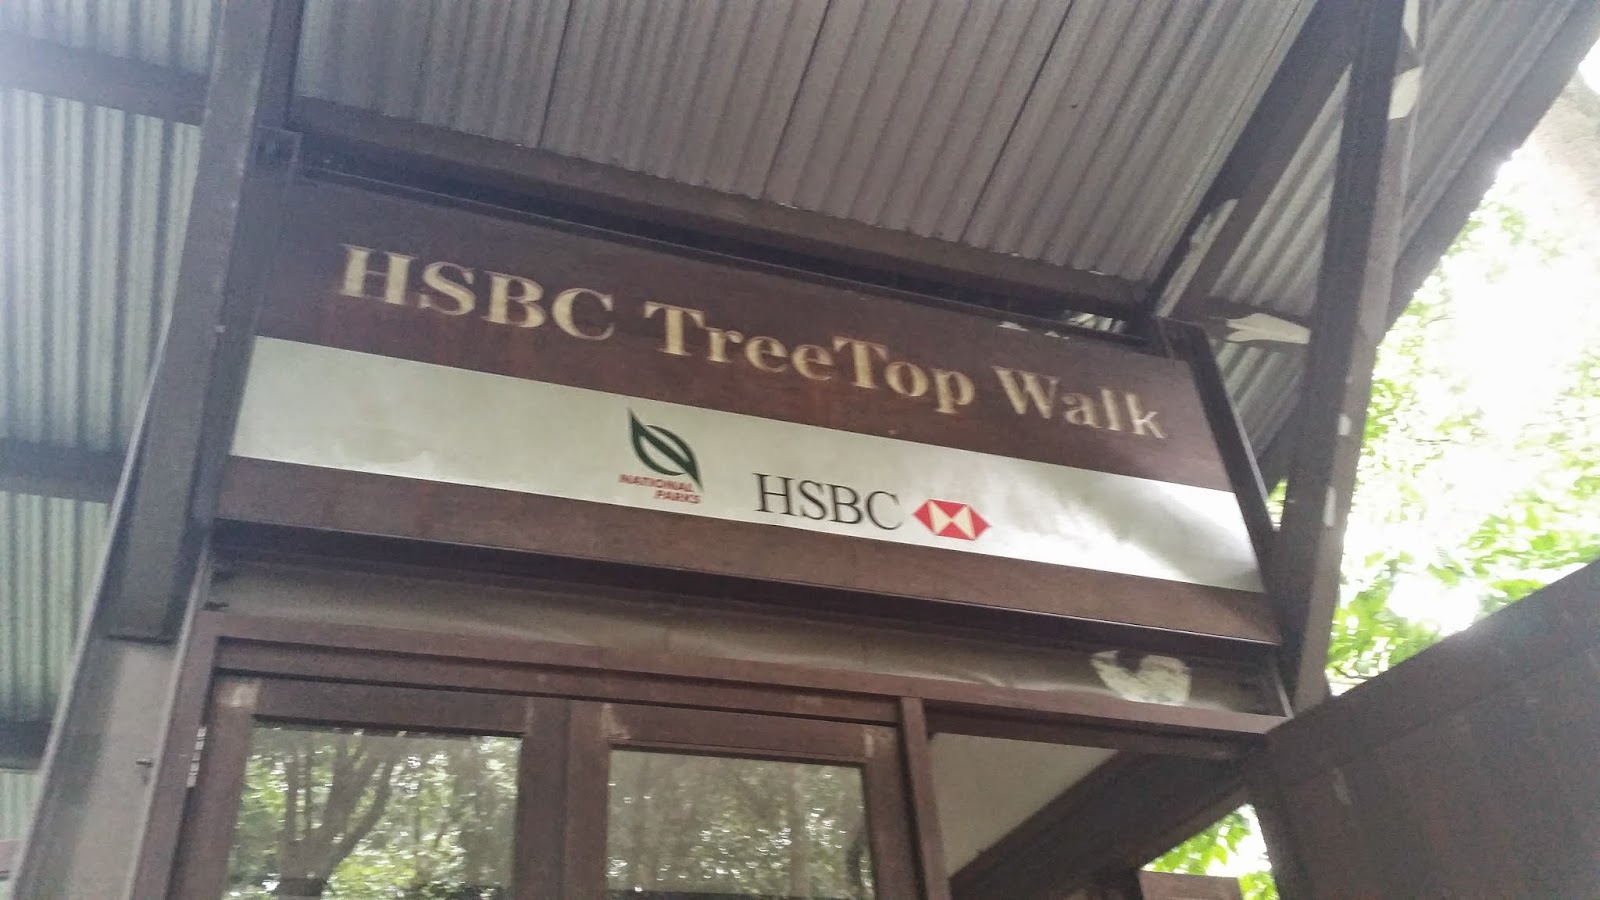 HSBC TreeTop Walk
NATIONAL
PARKS
HSBC